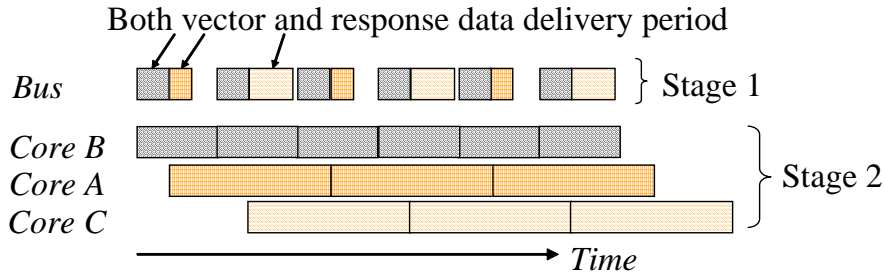 Both vector and response data delivery period
Bus
Stage 1
Core B
Core A
Stage 2
Core C
Time